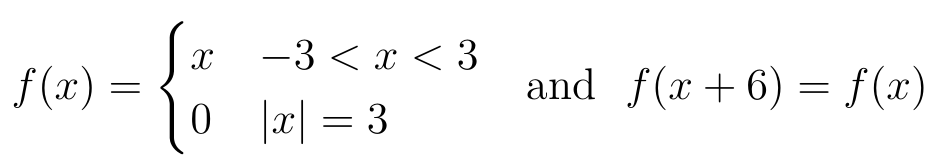 f(x) = { x   −3 < x < 3
0   |x| = 3   and f(x + 6) = f(x)